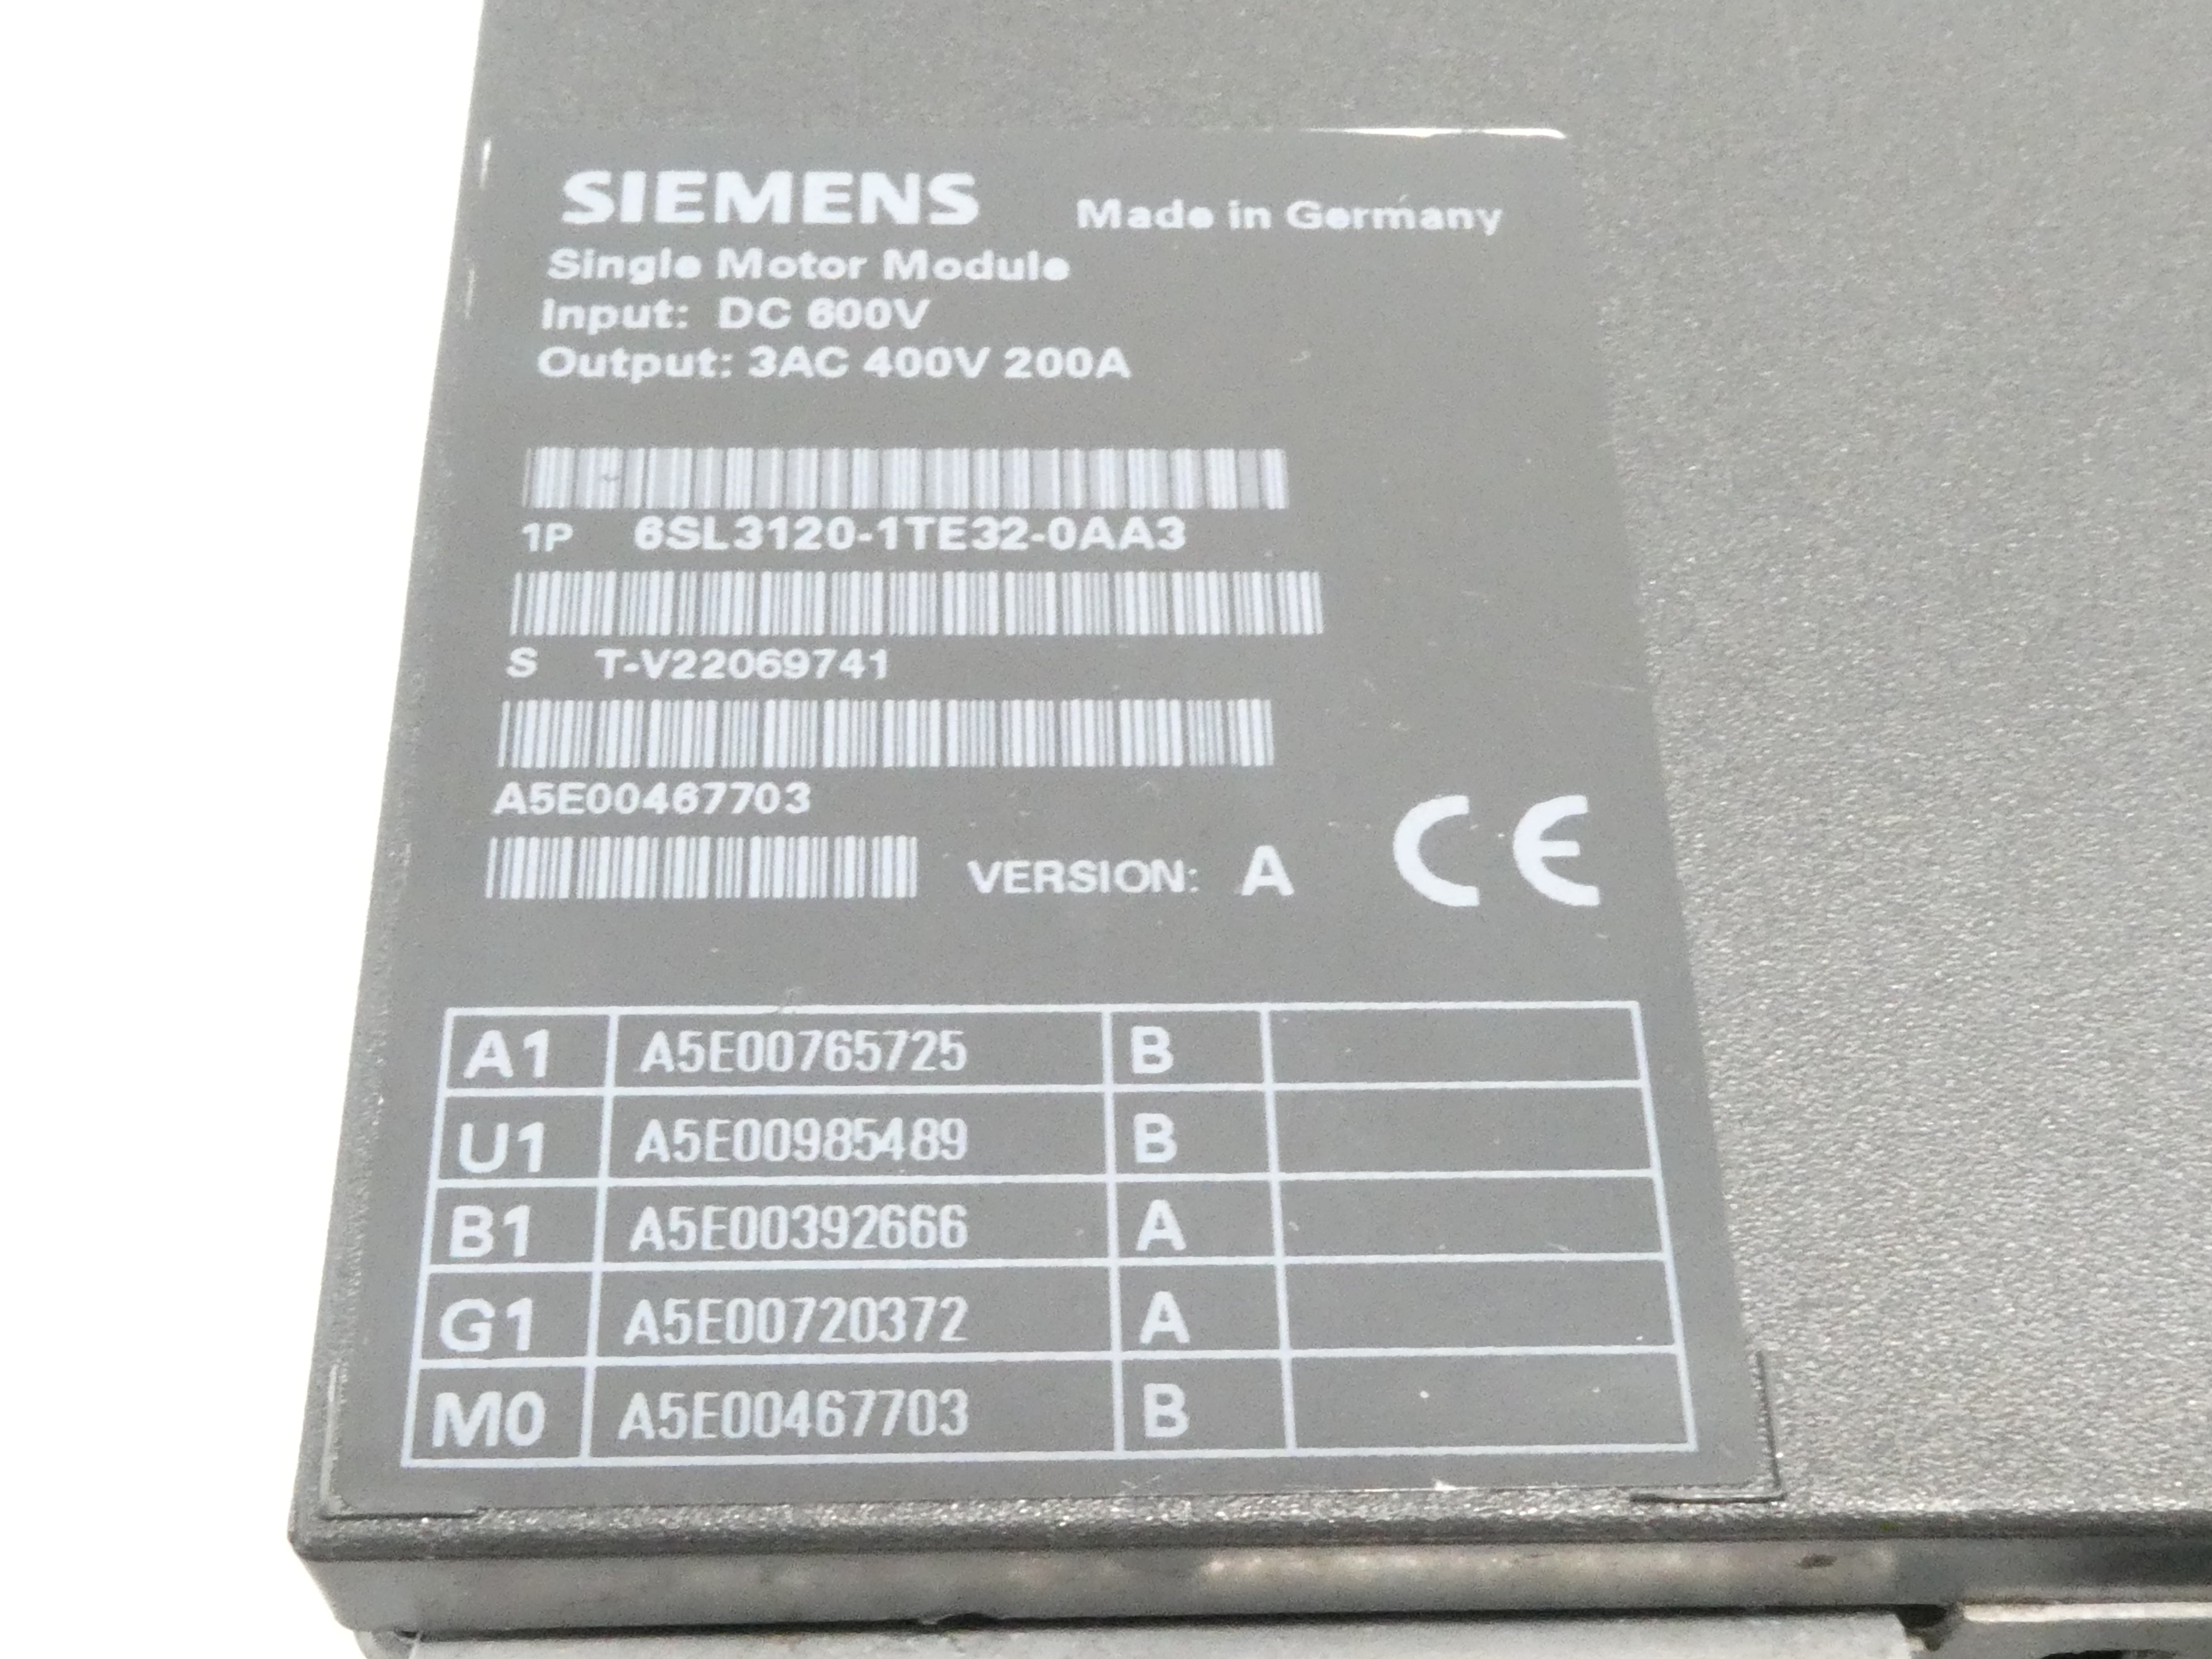 SIEMENS Made in Germany
Single Motor Module
Input: DC 600V
Output: 3AC 400V 200A
1P 6SL3120-1TE32-0AA3
S T-V22069741
A5E00467703
VERSION: A CE
A1 A5E00765725 B
U1 A5E00985489 B
B1 A5E00392666 A
G1 A5E00720372 A
M0 A5E00467703 B